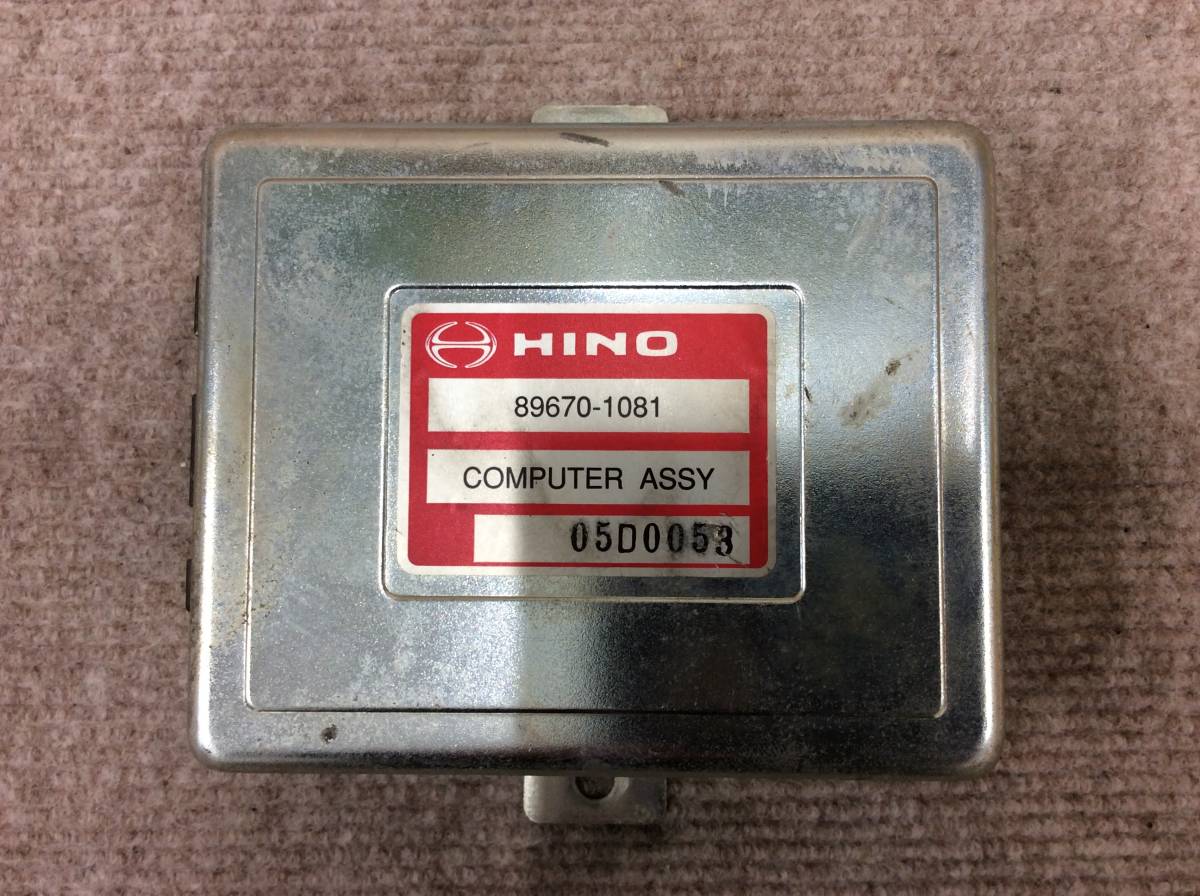 HINO
89670-1081
COMPUTER ASSY
05D0053